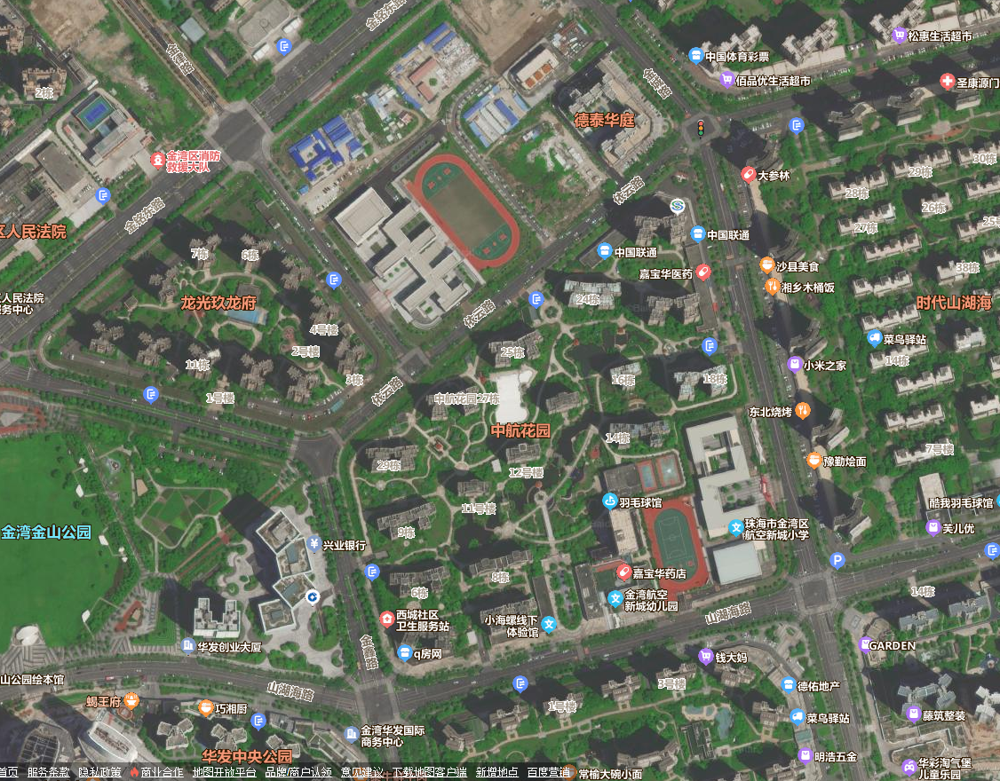 金铭东路
松惠生活超市
中国体育彩票
佰品优生活超市
圣康源门
2栋
德泰华庭
金湾区消防
救援大队
大参林
30栋
29栋
28栋
依云路
26栋
金铭东路
27栋
区人民法院
中国联通
中国联通
7栋
6栋
38栋
沙县美食
嘉宝华医药
湘乡木桶饭
人民法院
服务中心
龙光玖龙府
24栋
时代山湖海
依云路
4号楼
菜鸟驿站
2号楼
25栋
14栋
11栋
小米之家
3栋
16栋
18栋
依云路
1号楼
中航花园27栋
东北烧烤
中航花园
14栋
7号楼
29栋
豫勤烩面
12号楼
羽毛球馆
酷我羽毛球馆
11号楼
金湾金山公园
9栋
珠海市金湾区
航空新城小学
芙儿优
兴业银行
8栋
嘉宝华药店
6栋
14栋
金湾航空
新城幼儿园
西城社区
卫生服务站
小海螺线下
体验馆
山湖海路
金鑫路
华发创业大厦
GARDEN
q房网
钱大妈
山公园绘本馆
山湖海路
3号楼
德佑地产
蝎王府
巧湘厨
1号楼
藤筑整装
菜鸟驿站
金湾华发国际
商务中心
华发中央公园
明浩五金
华彩淘气堡
儿童乐园
首页 服务条款 隐私政策 商业合作 地图开放平台 品牌/商户认领 意见建议 下载地图客户端 新增地点 百度营销
常榆大碗小面